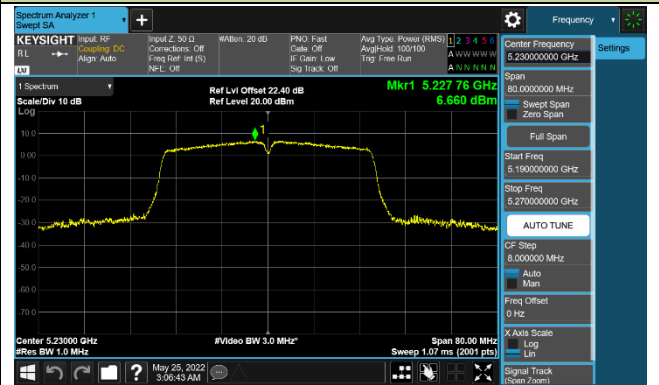 Spectrum Analyzer 1
Swept SA
Frequency
KEYSIGHT
RL
Input: RF
Coupling: DC
Align: Auto
Input Z: 50 Ω
Corrections: Off
Freq Ref: Int (S)
NFE: Off
#Atten: 20 dB
PNO: Fast
Gate: Off
IF Gain: Low
Sig Track: Off
Avg Type: Power (RMS)
Avg|Hold: 100/100
Trig: Free Run
1 2 3 4 5 6
A W W W W W
A N N N N N
LXI
1 Spectrum
Scale/Div 10 dB
Log
Ref Lvl Offset 22.40 dB
Ref Level 20.00 dBm
Mkr1 5.227 76 GHz
6.660 dBm
1
10.0
0.00
-10.0
-20.0
-30.0
-40.0
-50.0
-60.0
-70.0
Center 5.23000 GHz
#Res BW 1.0 MHz
#Video BW 3.0 MHz*
Span 80.00 MHz
Sweep 1.07 ms (2001 pts)
May 25, 2022
3:06:43 AM
Center Frequency
5.230000000 GHz
Settings
Span
80.0000000 MHz
Swept Span
Zero Span
Full Span
Start Freq
5.190000000 GHz
Stop Freq
5.270000000 GHz
AUTO TUNE
CF Step
8.000000 MHz
Auto
Man
Freq Offset
0 Hz
X Axis Scale
Log
Lin
Signal Track
(Span Zoom)